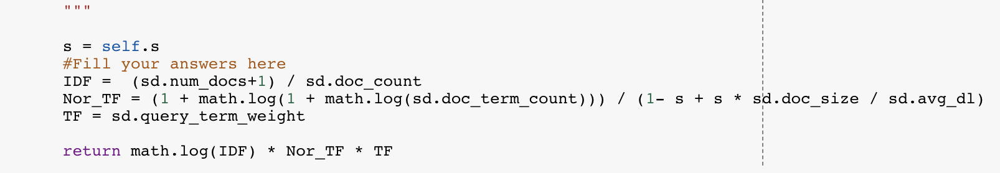 """
s = self.s
#Fill your answers here
IDF =  (sd.num_docs+1) / sd.doc_count
Nor_TF = (1 + math.log(1 + math.log(sd.doc_term_count))) / (1- s + s * sd.doc_size / sd.avg_dl)
TF = sd.query_term_weight
return math.log(IDF) * Nor_TF * TF